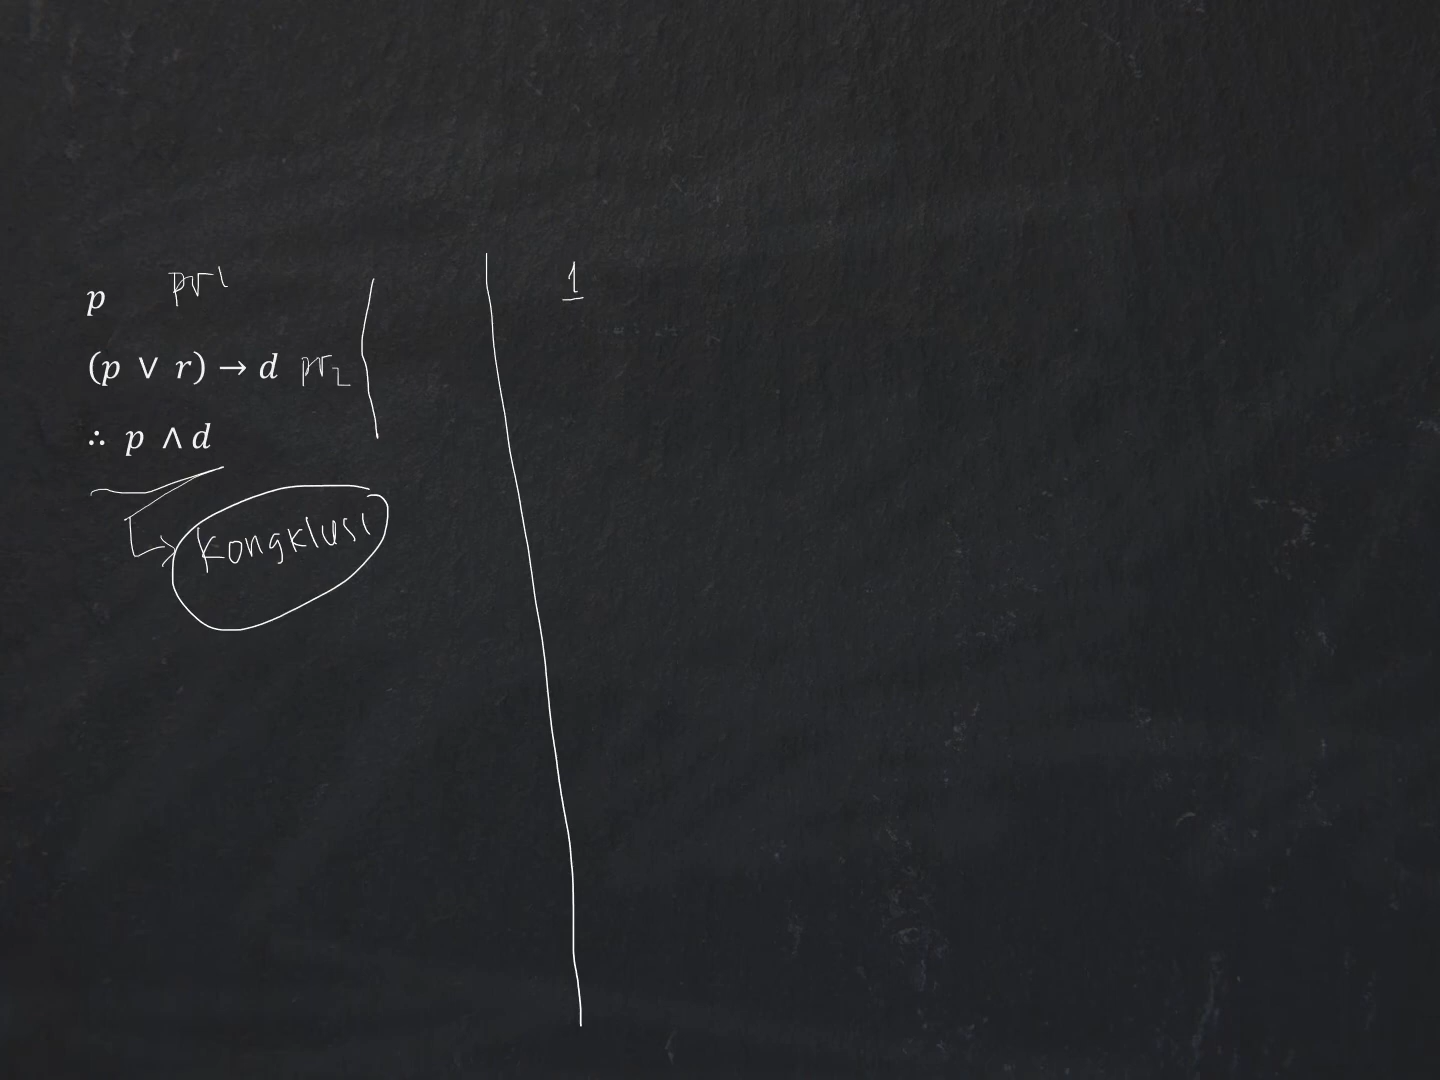 p pr1
(p ∨ r) → d pr2
∴ p ∧ d
Kongklusi
1